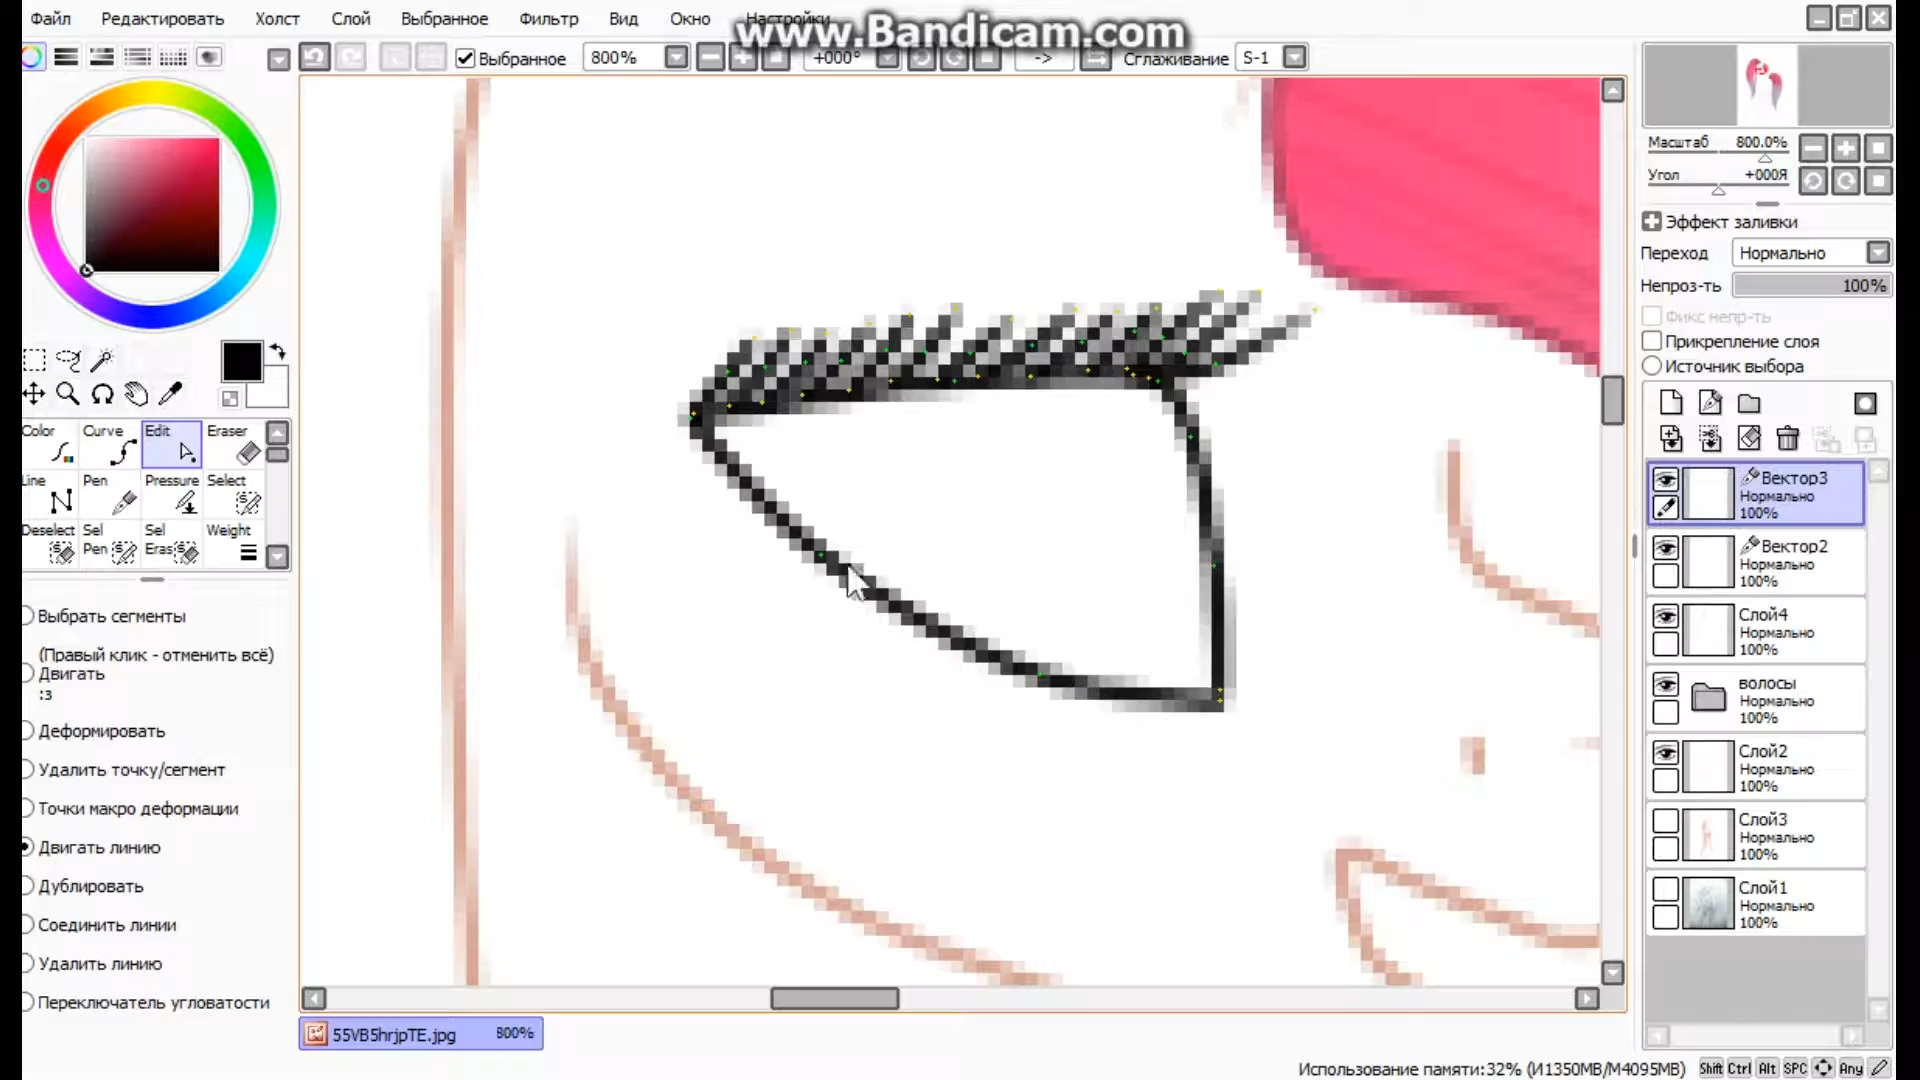 Файл Редактировать Холст Слой Выбранное Фильтр Вид Окно Настройки
www.Bandicam.com
Выбранное 800% +000° -> Сглаживание S-1
Масштаб 800.0%
Угол +000Я
Эффект заливки
Переход Нормально
Непроз-ть 100%
Фикс непр-ть
Прикрепление слоя
Источник выбора
Color Curve Edit Eraser
Line Pen Pressure Select
Deselect Sel Sel Weight
Pen Eras
Выбрать сегменты
(Правый клик - отменить всё)
Двигать
:3
Деформировать
Удалить точку/сегмент
Точки макро деформации
Двигать линию
Дублировать
Соединить линии
Удалить линию
Переключатель угловатости
Вектор3
Нормально
100%
Вектор2
Нормально
100%
Слой4
Нормально
100%
волосы
Нормально
100%
Слой2
Нормально
100%
Слой3
Нормально
100%
Слой1
Нормально
100%
55VB5hrjpTE.jpg 800%
Использование памяти:32% (И1350MB/М4095MB) Shift Ctrl Alt SPC Any